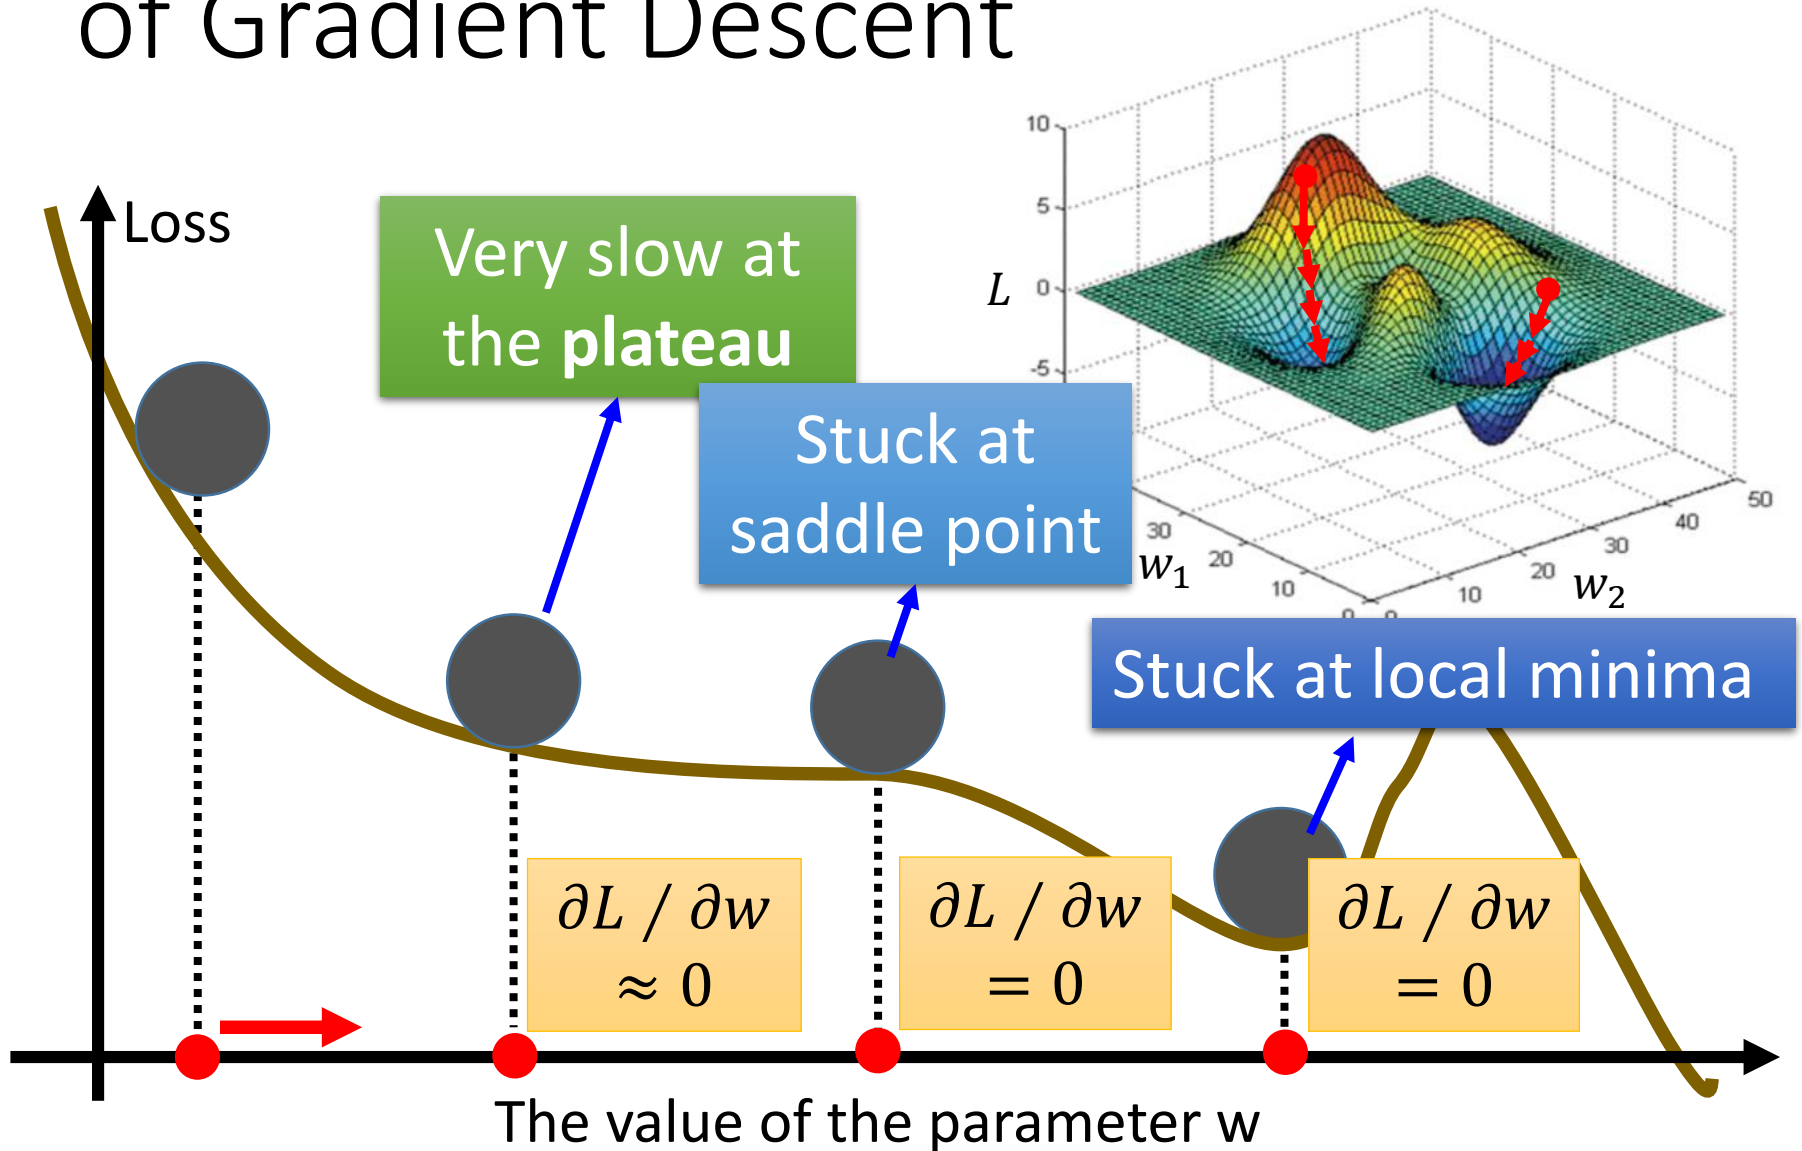 of Gradient Descent
Loss
Very slow at
the plateau
Stuck at
saddle point
Stuck at local minima
10
5
L 0
-5
30
20
10
0
w₁
0
10
20
30
40
50
w₂
∂L / ∂w
≈ 0
∂L / ∂w
= 0
∂L / ∂w
= 0
The value of the parameter w